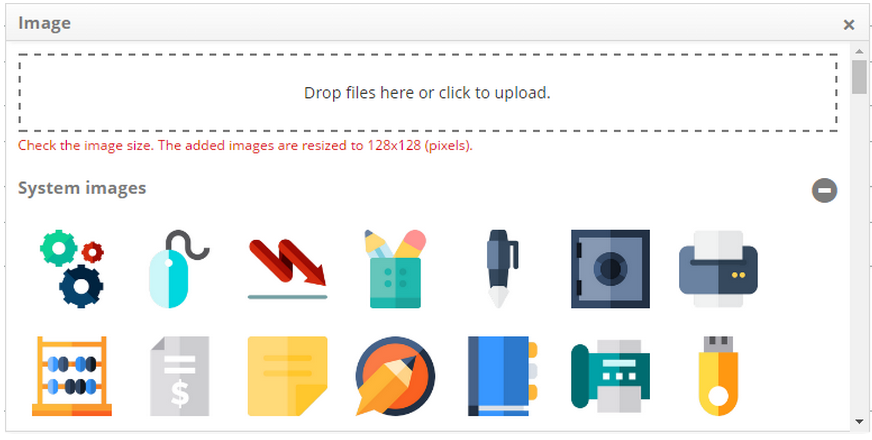 Image
Drop files here or click to upload.
Check the image size. The added images are resized to 128x128 (pixels).
System images
$